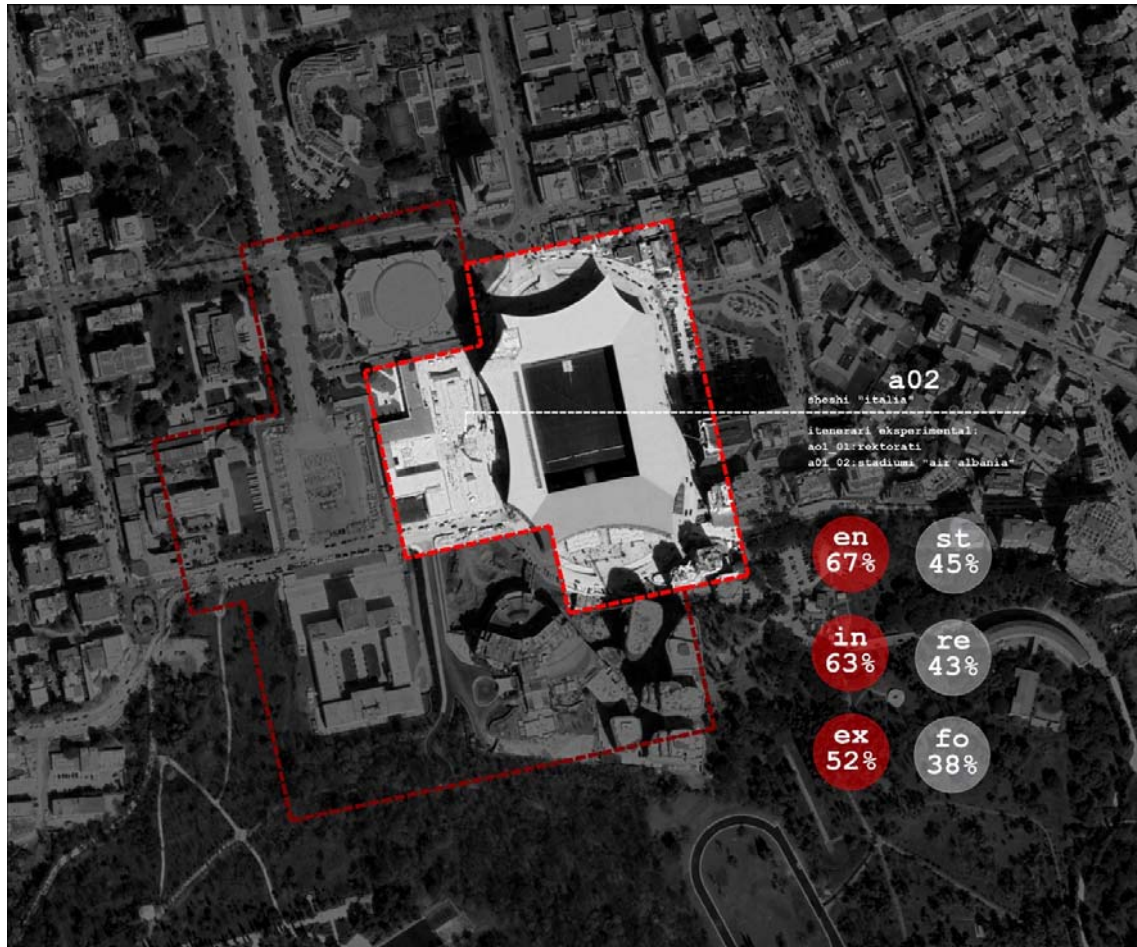 a02
sheshi "italia"
itenerari eksperimental:
a01_01:rektorati
a01_02:stadiumi "air albania"
en
67%
st
45%
in
63%
re
43%
ex
52%
fo
38%